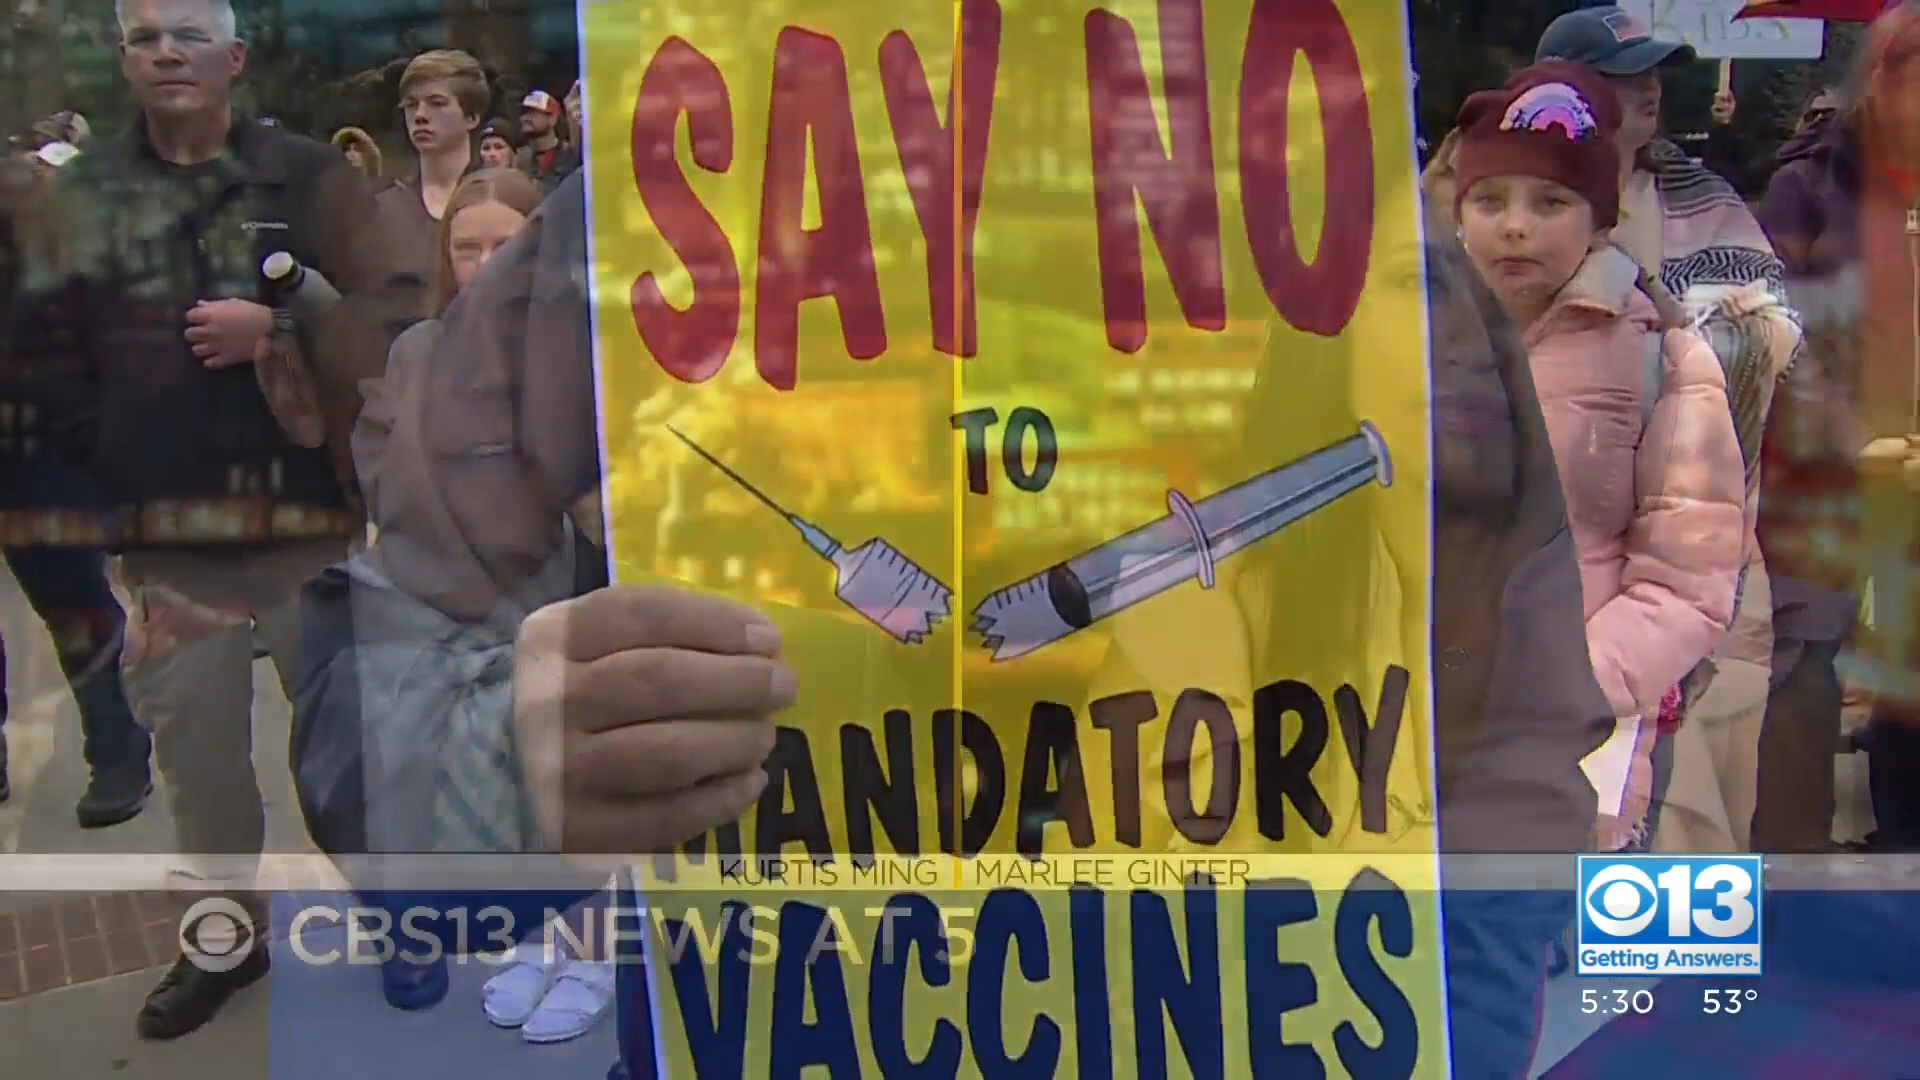 SAY NO
TO
MANDATORY
VACCINES
KURTIS MING | MARLEE GINTER
CBS13 NEWS AT 5
13
Getting Answers.
5:30 53°